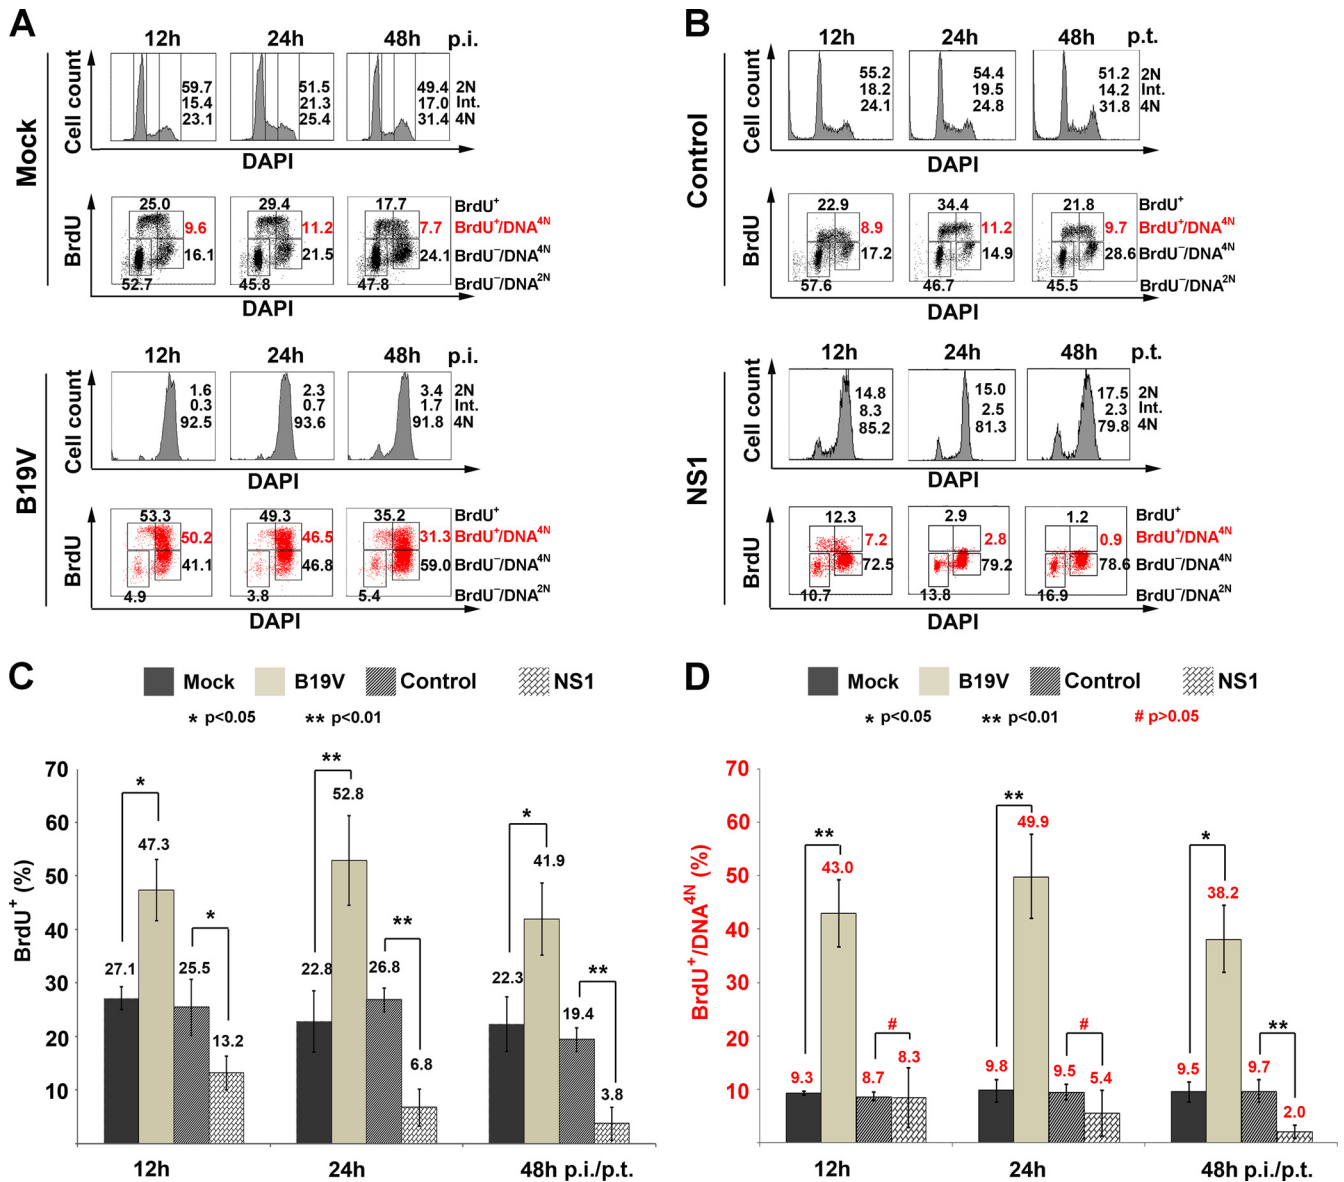 A
12h 24h 48h p.i.
Mock
Cell count
59.7 51.5 49.4 2N
15.4 21.3 17.0 Int.
23.1 25.4 31.4 4N
DAPI
BrdU
25.0 29.4 17.7 BrdU⁺
9.6 11.2 7.7 BrdU⁺/DNA⁴ᴺ
16.1 21.5 24.1 BrdU⁻/DNA⁴ᴺ
52.7 45.8 47.8 BrdU⁻/DNA²ᴺ
DAPI
12h 24h 48h p.i.
B19V
Cell count
1.6 2.3 3.4 2N
0.3 0.7 1.7 Int.
92.5 93.6 91.8 4N
DAPI
BrdU
53.3 49.3 35.2 BrdU⁺
50.2 46.5 31.3 BrdU⁺/DNA⁴ᴺ
41.1 46.8 59.0 BrdU⁻/DNA⁴ᴺ
4.9 3.8 5.4 BrdU⁻/DNA²ᴺ
DAPI
B
12h 24h 48h p.t.
Control
Cell count
55.2 54.4 51.2 2N
18.2 19.5 14.2 Int.
24.1 24.8 31.8 4N
DAPI
BrdU
22.9 34.4 21.8 BrdU⁺
8.9 11.2 9.7 BrdU⁺/DNA⁴ᴺ
17.2 14.9 28.6 BrdU⁻/DNA⁴ᴺ
57.6 46.7 45.5 BrdU⁻/DNA²ᴺ
DAPI
12h 24h 48h p.t.
NS1
Cell count
14.8 15.0 17.5 2N
8.3 2.5 2.3 Int.
85.2 81.3 79.8 4N
DAPI
BrdU
12.3 2.9 1.2 BrdU⁺
7.2 2.8 0.9 BrdU⁺/DNA⁴ᴺ
72.5 79.2 78.6 BrdU⁻/DNA⁴ᴺ
10.7 13.8 16.9 BrdU⁻/DNA²ᴺ
DAPI
C
Mock B19V Control NS1
* p<0.05 ** p<0.01
BrdU⁺ (%)
70
60
50
40
30
20
10
* * ** ** * **
27.1 47.3 25.5 13.2
22.8 52.8 26.8 6.8
22.3 41.9 19.4 3.8
12h 24h 48h p.i./p.t.
D
Mock B19V Control NS1
* p<0.05 ** p<0.01 # p>0.05
BrdU⁺/DNA⁴ᴺ (%)
70
60
50
40
30
20
10
** # ** # * **
9.3 43.0 8.7 8.3
9.8 49.9 9.5 5.4
9.5 38.2 9.7 2.0
12h 24h 48h p.i./p.t.